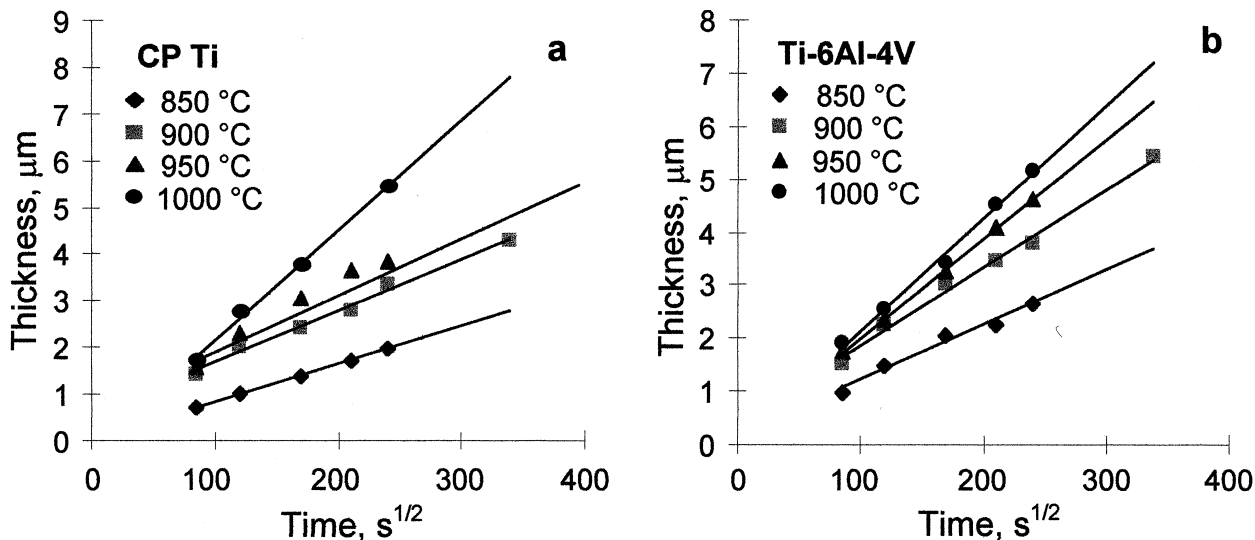 9
8
7
6
5
4
3
2
1
0
Thickness, μm
CP Ti
850 °C
900 °C
950 °C
1000 °C
a
0
100
200
300
400
Time, s1/2
8
7
6
5
4
3
2
1
0
Thickness, μm
Ti-6Al-4V
850 °C
900 °C
950 °C
1000 °C
b
0
100
200
300
400
Time, s1/2